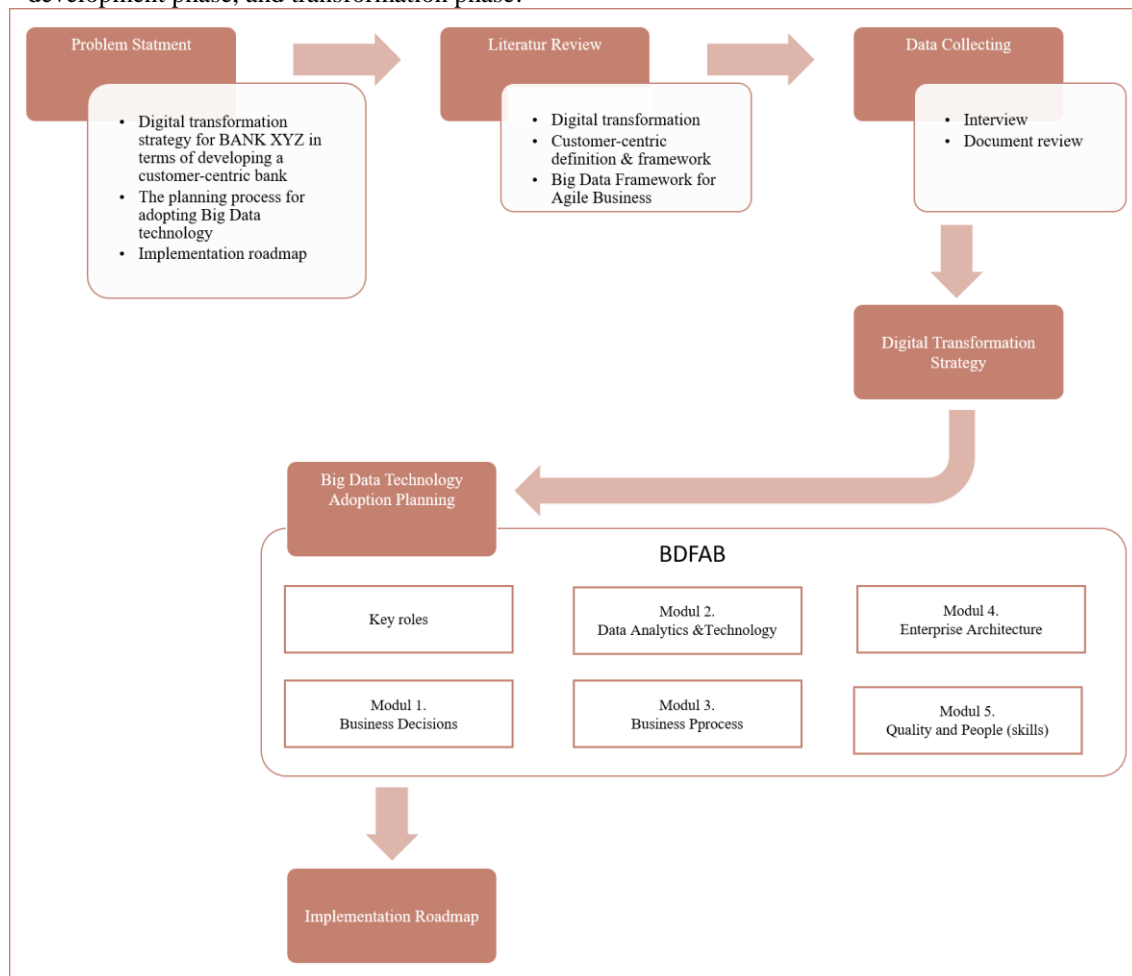 development phase, and transformation phase.
Problem Statment
Literatur Review
Data Collecting
• Digital transformation
strategy for BANK XYZ in
terms of developing a
customer-centric bank
• The planning process for
adopting Big Data
technology
• Implementation roadmap
• Digital transformation
• Customer-centric
definition & framework
• Big Data Framework for
Agile Business
• Interview
• Document review
Digital Transformation
Strategy
Big Data Technology
Adoption Planning
BDFAB
Key roles
Modul 2.
Data Analytics &Technology
Modul 4.
Enterprise Architecture
Modul 1.
Business Decisions
Modul 3.
Business Pprocess
Modul 5.
Quality and People (skills)
Implementation Roadmap